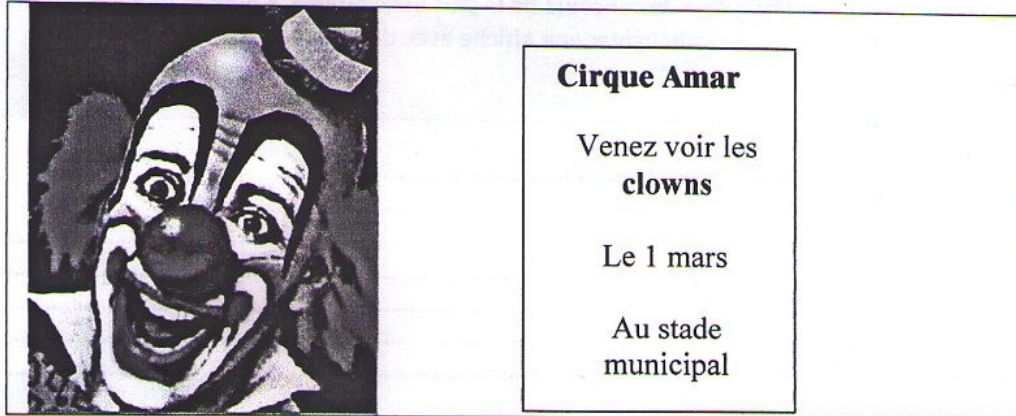 Cirque Amar
Venez voir les
clowns
Le 1 mars
Au stade
municipal